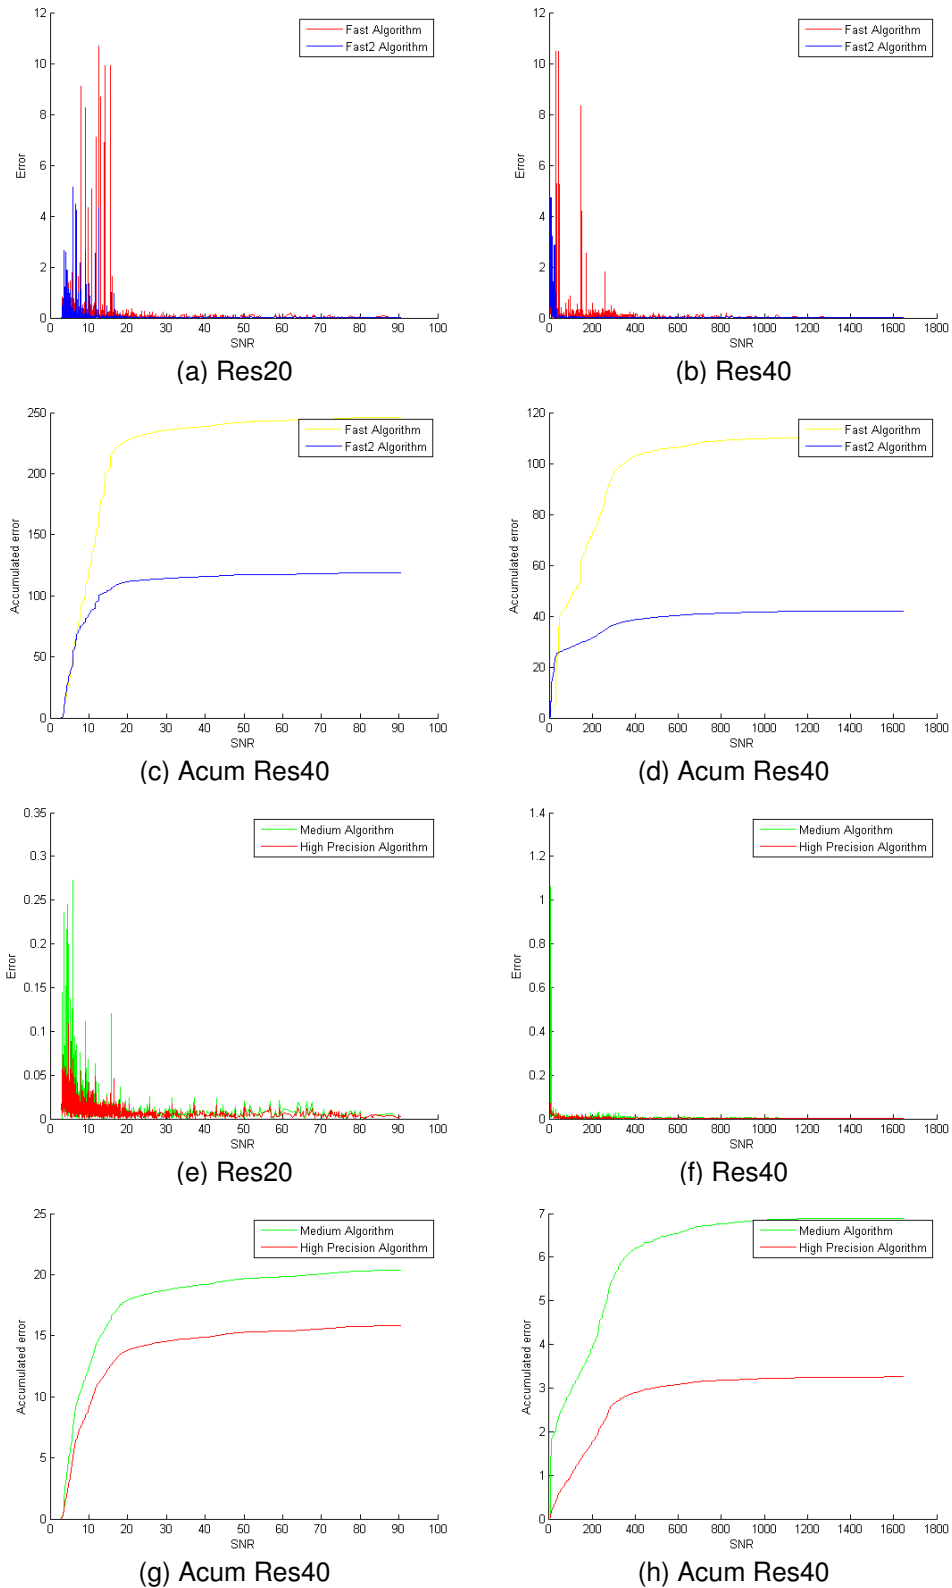 12
10
8
6
4
2
0
Error
Fast Algorithm
Fast2 Algorithm
0 10 20 30 40 50 60 70 80 90 100
SNR
(a) Res20
12
10
8
6
4
2
0
Error
Fast Algorithm
Fast2 Algorithm
0 200 400 600 800 1000 1200 1400 1600 1800
SNR
(b) Res40
250
200
150
100
50
0
Accumulated error
Fast Algorithm
Fast2 Algorithm
0 10 20 30 40 50 60 70 80 90 100
SNR
(c) Acum Res40
120
100
80
60
40
20
0
Accumulated error
Fast Algorithm
Fast2 Algorithm
0 200 400 600 800 1000 1200 1400 1600 1800
SNR
(d) Acum Res40
0.35
0.3
0.25
0.2
0.15
0.1
0.05
0
Error
Medium Algorithm
High Precision Algorithm
0 10 20 30 40 50 60 70 80 90 100
SNR
(e) Res20
1.4
1.2
1
0.8
0.6
0.4
0.2
0
Error
Medium Algorithm
High Precision Algorithm
0 200 400 600 800 1000 1200 1400 1600 1800
SNR
(f) Res40
25
20
15
10
5
0
Accumulated error
Medium Algorithm
High Precision Algorithm
0 10 20 30 40 50 60 70 80 90 100
SNR
(g) Acum Res40
7
6
5
4
3
2
1
0
Accumulated error
Medium Algorithm
High Precision Algorithm
0 200 400 600 800 1000 1200 1400 1600 1800
SNR
(h) Acum Res40